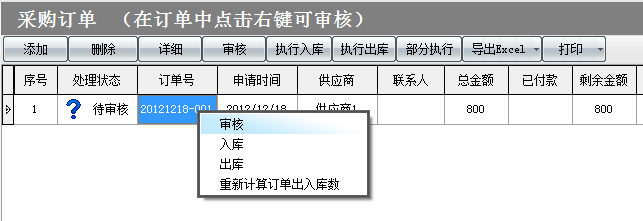 采购订单 （在订单中点击右键可审核）
添加 删除 详细 审核 执行入库 执行出库 部分执行 导出Excel 打印
序号 处理状态 订单号 申请时间 供应商 联系人 总金额 已付款 剩余金额
1 ? 待审核 20121218-001 2012/12/18 供应商1 800 800
审核
入库
出库
重新计算订单出入库数